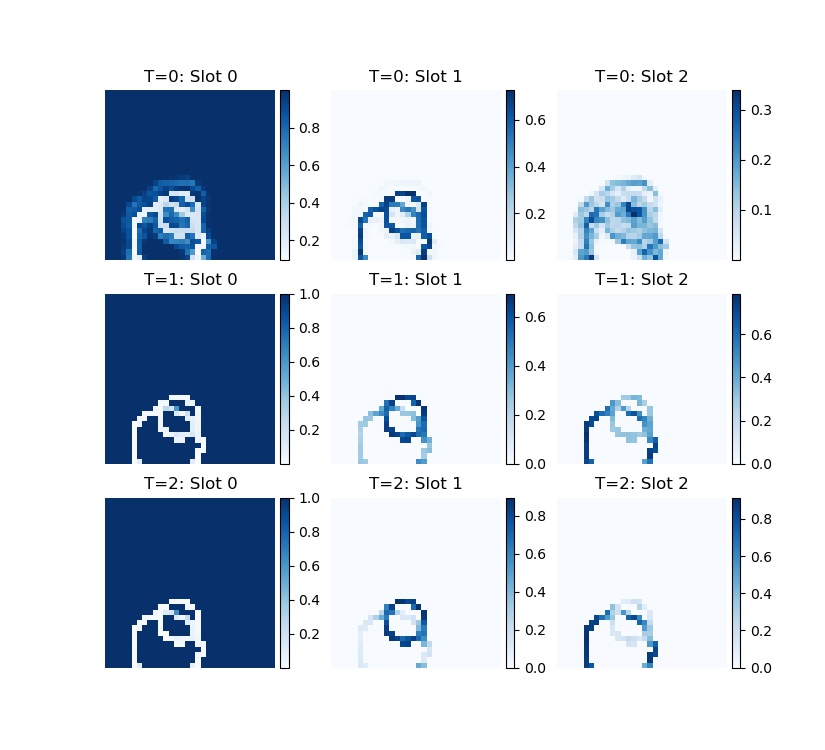 T=0: Slot 0 T=0: Slot 1 T=0: Slot 2
0.8 0.6 0.4 0.2
0.6 0.4 0.2
0.3 0.2 0.1
T=1: Slot 0 T=1: Slot 1 T=1: Slot 2
1.0 0.8 0.6 0.4 0.2
0.6 0.4 0.2 0.0
0.6 0.4 0.2 0.0
T=2: Slot 0 T=2: Slot 1 T=2: Slot 2
1.0 0.8 0.6 0.4 0.2
0.8 0.6 0.4 0.2 0.0
0.8 0.6 0.4 0.2 0.0